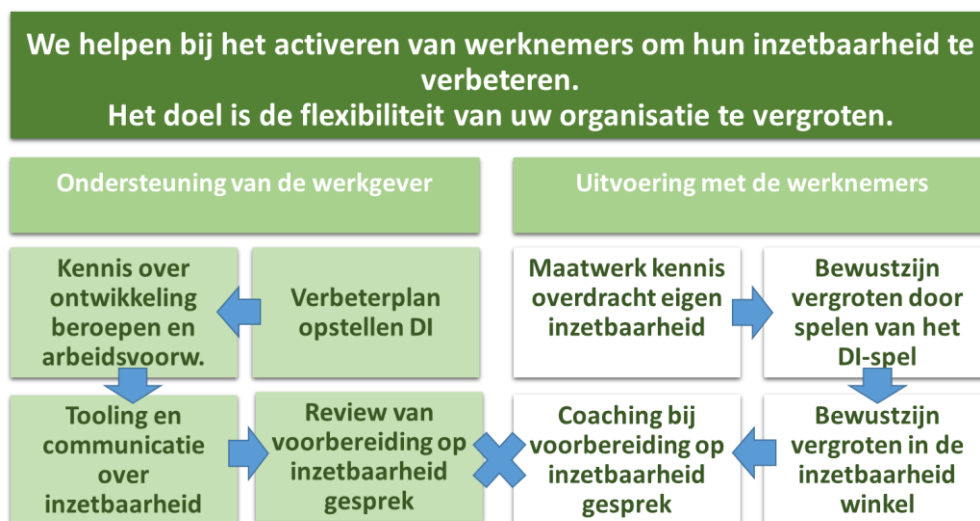 We helpen bij het activeren van werknemers om hun inzetbaarheid te
verbeteren.
Het doel is de flexibiliteit van uw organisatie te vergroten.
Ondersteuning van de werkgever
Uitvoering met de werknemers
Kennis over
ontwikkeling
beroepen en
arbeidsvoorw.
Verbeterplan
opstellen DI
Maatwerk kennis
overdracht eigen
inzetbaarheid
Bewustzijn
vergroten door
spelen van het
DI-spel
Tooling en
communicatie
over
inzetbaarheid
Review van
voorbereiding op
inzetbaarheid
gesprek
Coaching bij
voorbereiding op
inzetbaarheid
gesprek
Bewustzijn
vergroten in de
inzetbaarheid
winkel